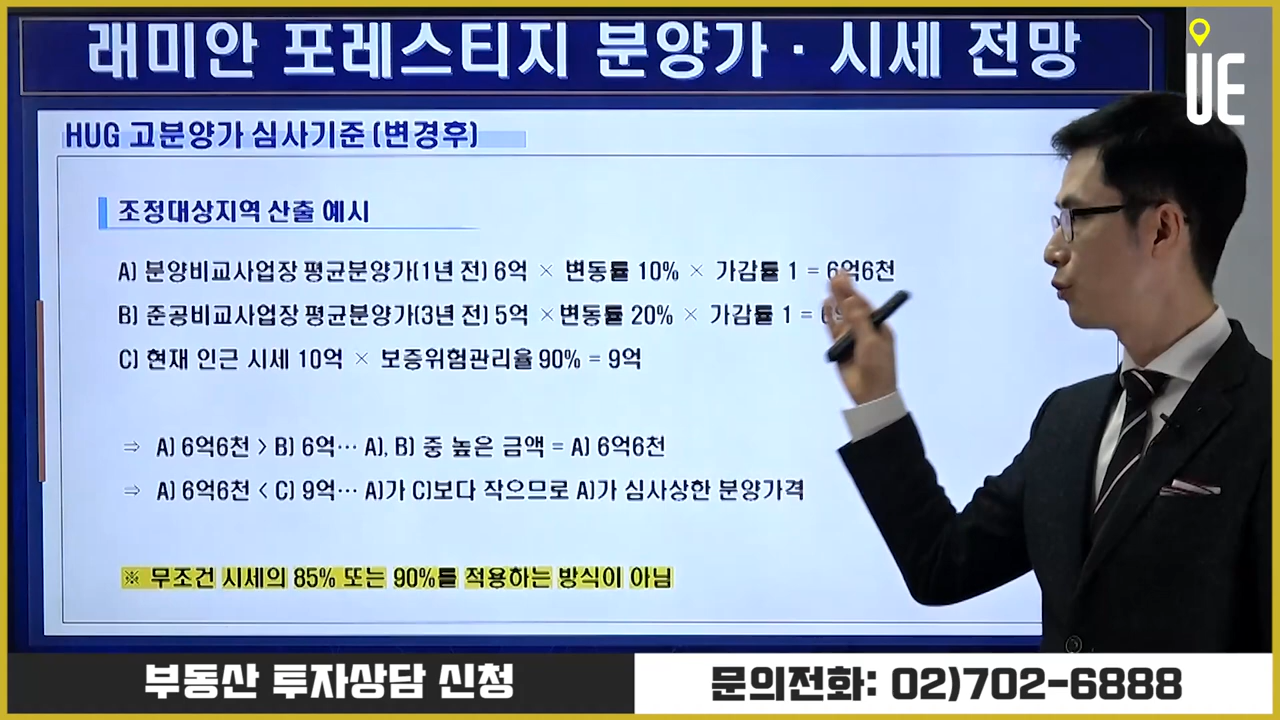 래미안 포레스티지 분양가 · 시세 전망
UE
HUG 고분양가 심사기준 (변경후)
조정대상지역 산출 예시
A) 분양비교사업장 평균분양가(1년 전) 6억 × 변동률 10% × 가감률 1 = 6억6천
B) 준공비교사업장 평균분양가(3년 전) 5억 × 변동률 20% × 가감률 1 =
C) 현재 인근 시세 10억 × 보증위험관리율 90% = 9억
⇒ A) 6억6천 > B) 6억… A), B) 중 높은 금액 = A) 6억6천
⇒ A) 6억6천 < C) 9억… A)가 C)보다 작으므로 A)가 심사상한 분양가격
※ 무조건 시세의 85% 또는 90%를 적용하는 방식이 아님
부동산 투자상담 신청
문의전화: 02)702-6888